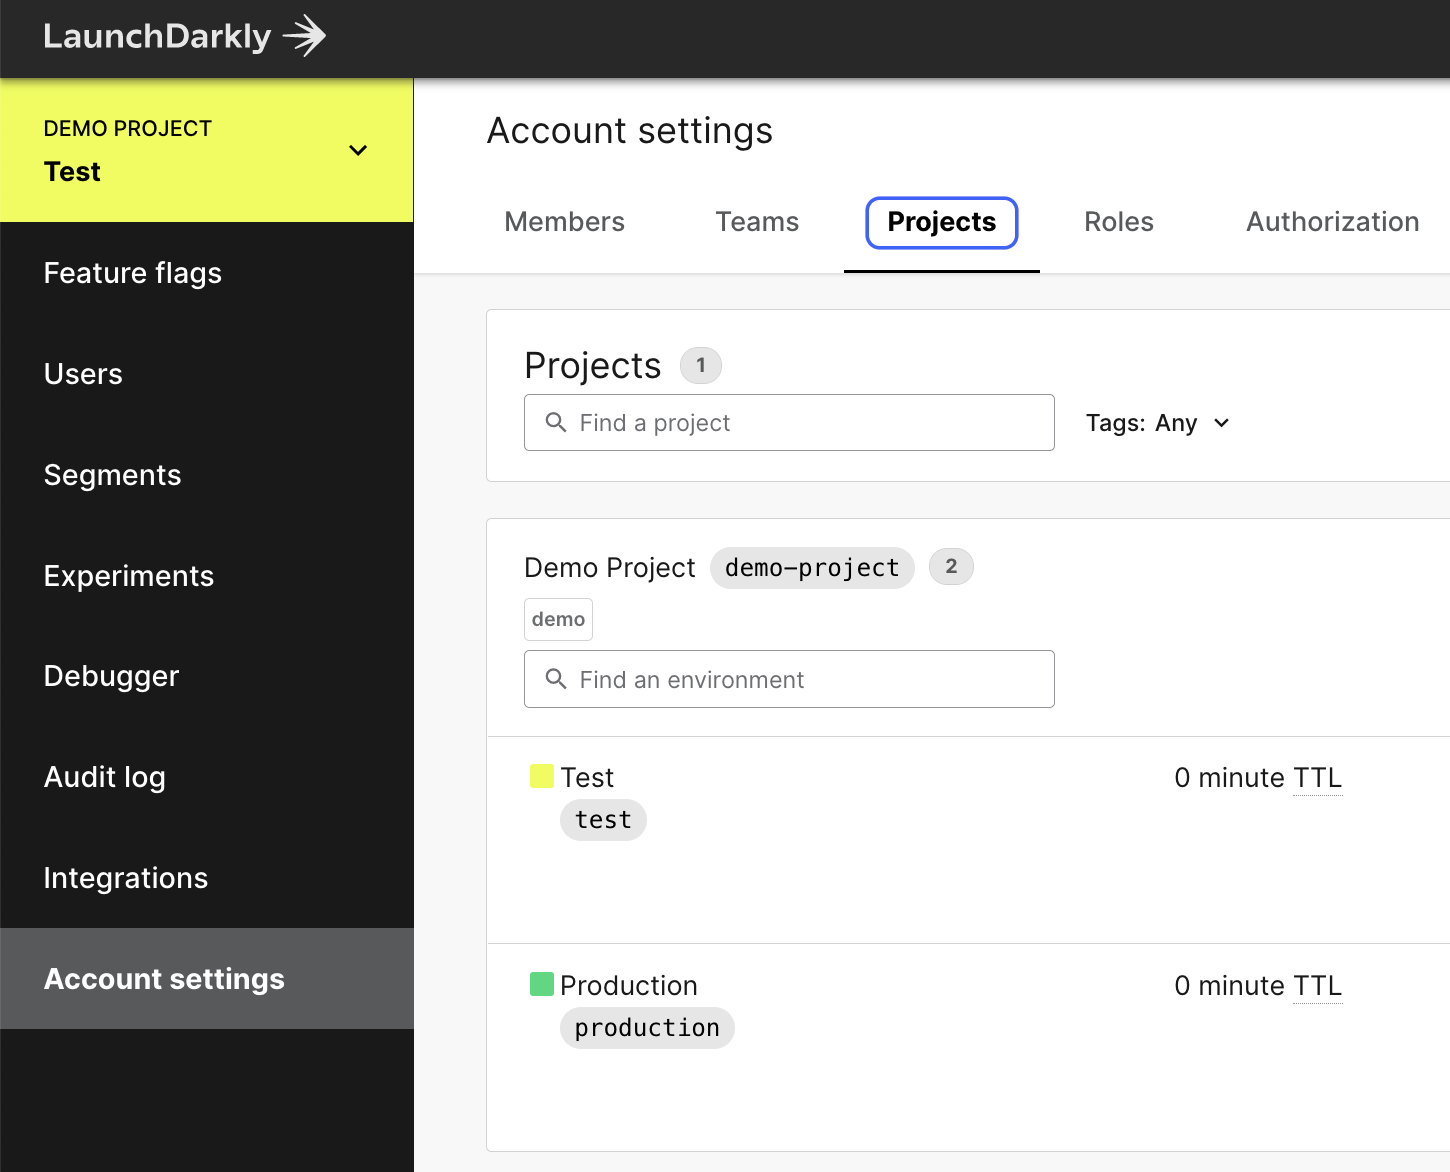 LaunchDarkly
DEMO PROJECT
Test
Feature flags
Users
Segments
Experiments
Debugger
Audit log
Integrations
Account settings
Account settings
Members Teams Projects Roles Authorization
Projects 1
Find a project Tags: Any
Demo Project demo-project 2
demo
Find an environment
Test 0 minute TTL
test
Production 0 minute TTL
production